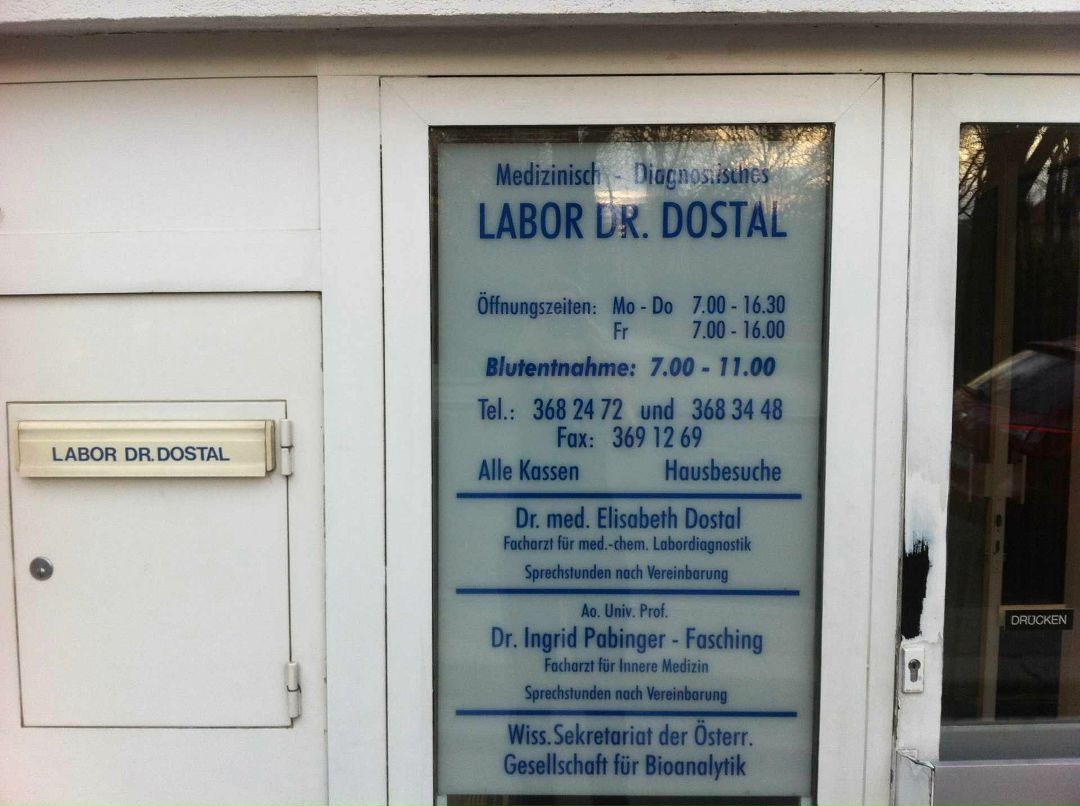 Medizinisch - Diagnostisches
LABOR DR. DOSTAL
Öffnungszeiten: Mo - Do 7.00 - 16.30
Fr 7.00 - 16.00
Blutentnahme: 7.00 - 11.00
Tel.: 368 24 72 und 368 34 48
Fax: 369 12 69
Alle Kassen Hausbesuche
Dr. med. Elisabeth Dostal
Facharzt für med.-chem. Labordiagnostik
Sprechstunden nach Vereinbarung
Ao. Univ. Prof.
Dr. Ingrid Pabinger - Fasching
Facharzt für Innere Medizin
Sprechstunden nach Vereinbarung
Wiss. Sekretariat der Österr.
Gesellschaft für Bioanalytik
LABOR DR. DOSTAL
DRÜCKEN